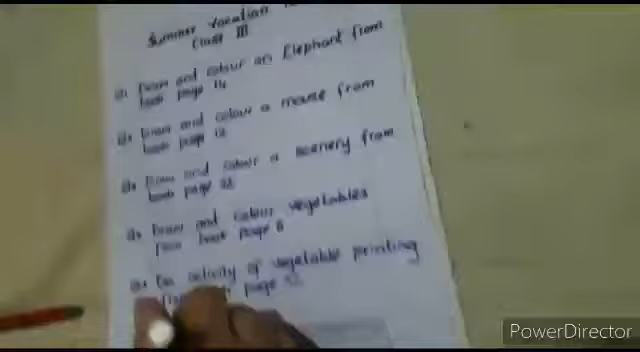 Summer Vacation
Class III
Draw and colour an Elephant from
book page 14
Draw and colour a mouse from
book page
Draw and colour a scenery from
book page
Draw and colour vegetables
from book page 8
Do activity of vegetable printing
page
PowerDirector